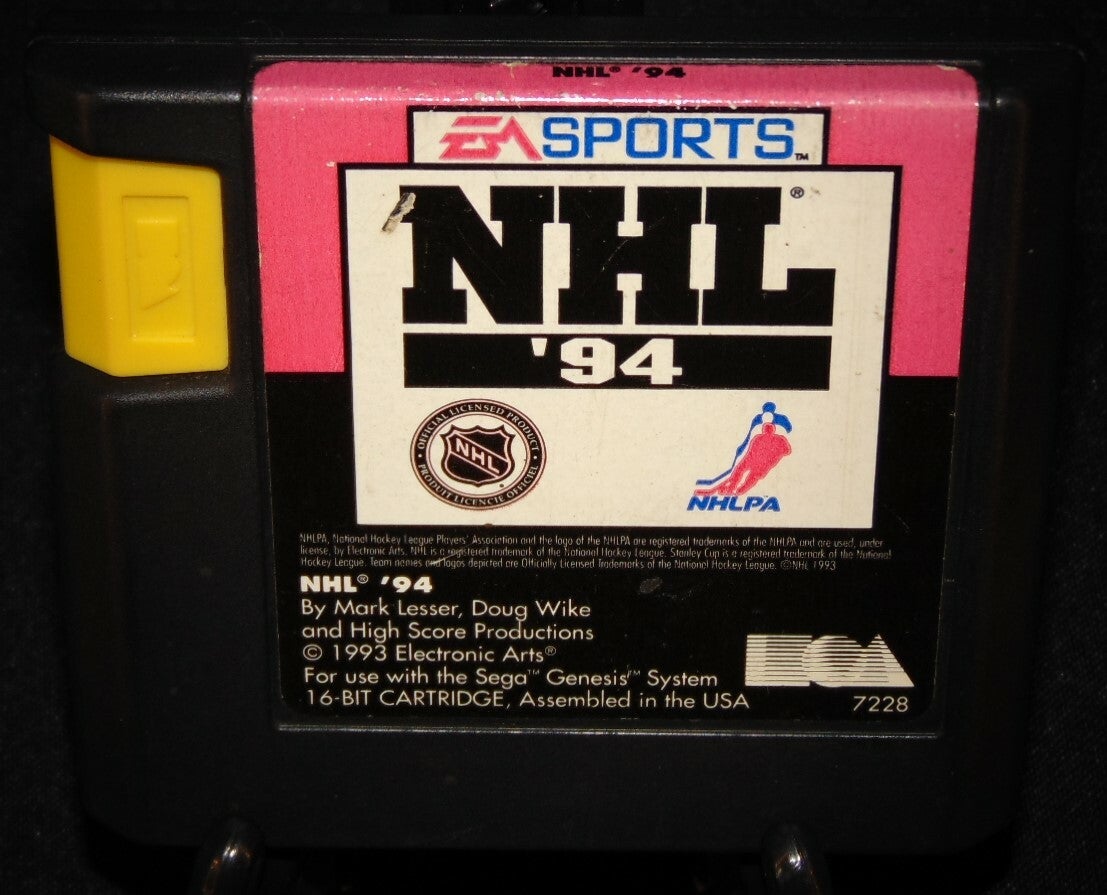 NHL® '94
EA SPORTS™
NHL®
'94
OFFICIAL LICENSED PRODUCT
NHL
PRODUIT LICENCIÉ OFFICIEL
NHLPA
NHLPA, National Hockey League Players' Association and the logo of the NHLPA are registered trademarks of the NHLPA and are used, under
license, by Electronic Arts. NHL is a registered trademark of the National Hockey League. Stanley Cup is a registered trademark of the National
Hockey League. Team names and logos depicted are Officially Licensed Trademarks of the National Hockey League. ©NHL 1993
NHL® '94
By Mark Lesser, Doug Wike
and High Score Productions
© 1993 Electronic Arts®
For use with the Sega™ Genesis™ System
16-BIT CARTRIDGE, Assembled in the USA
EA
7228